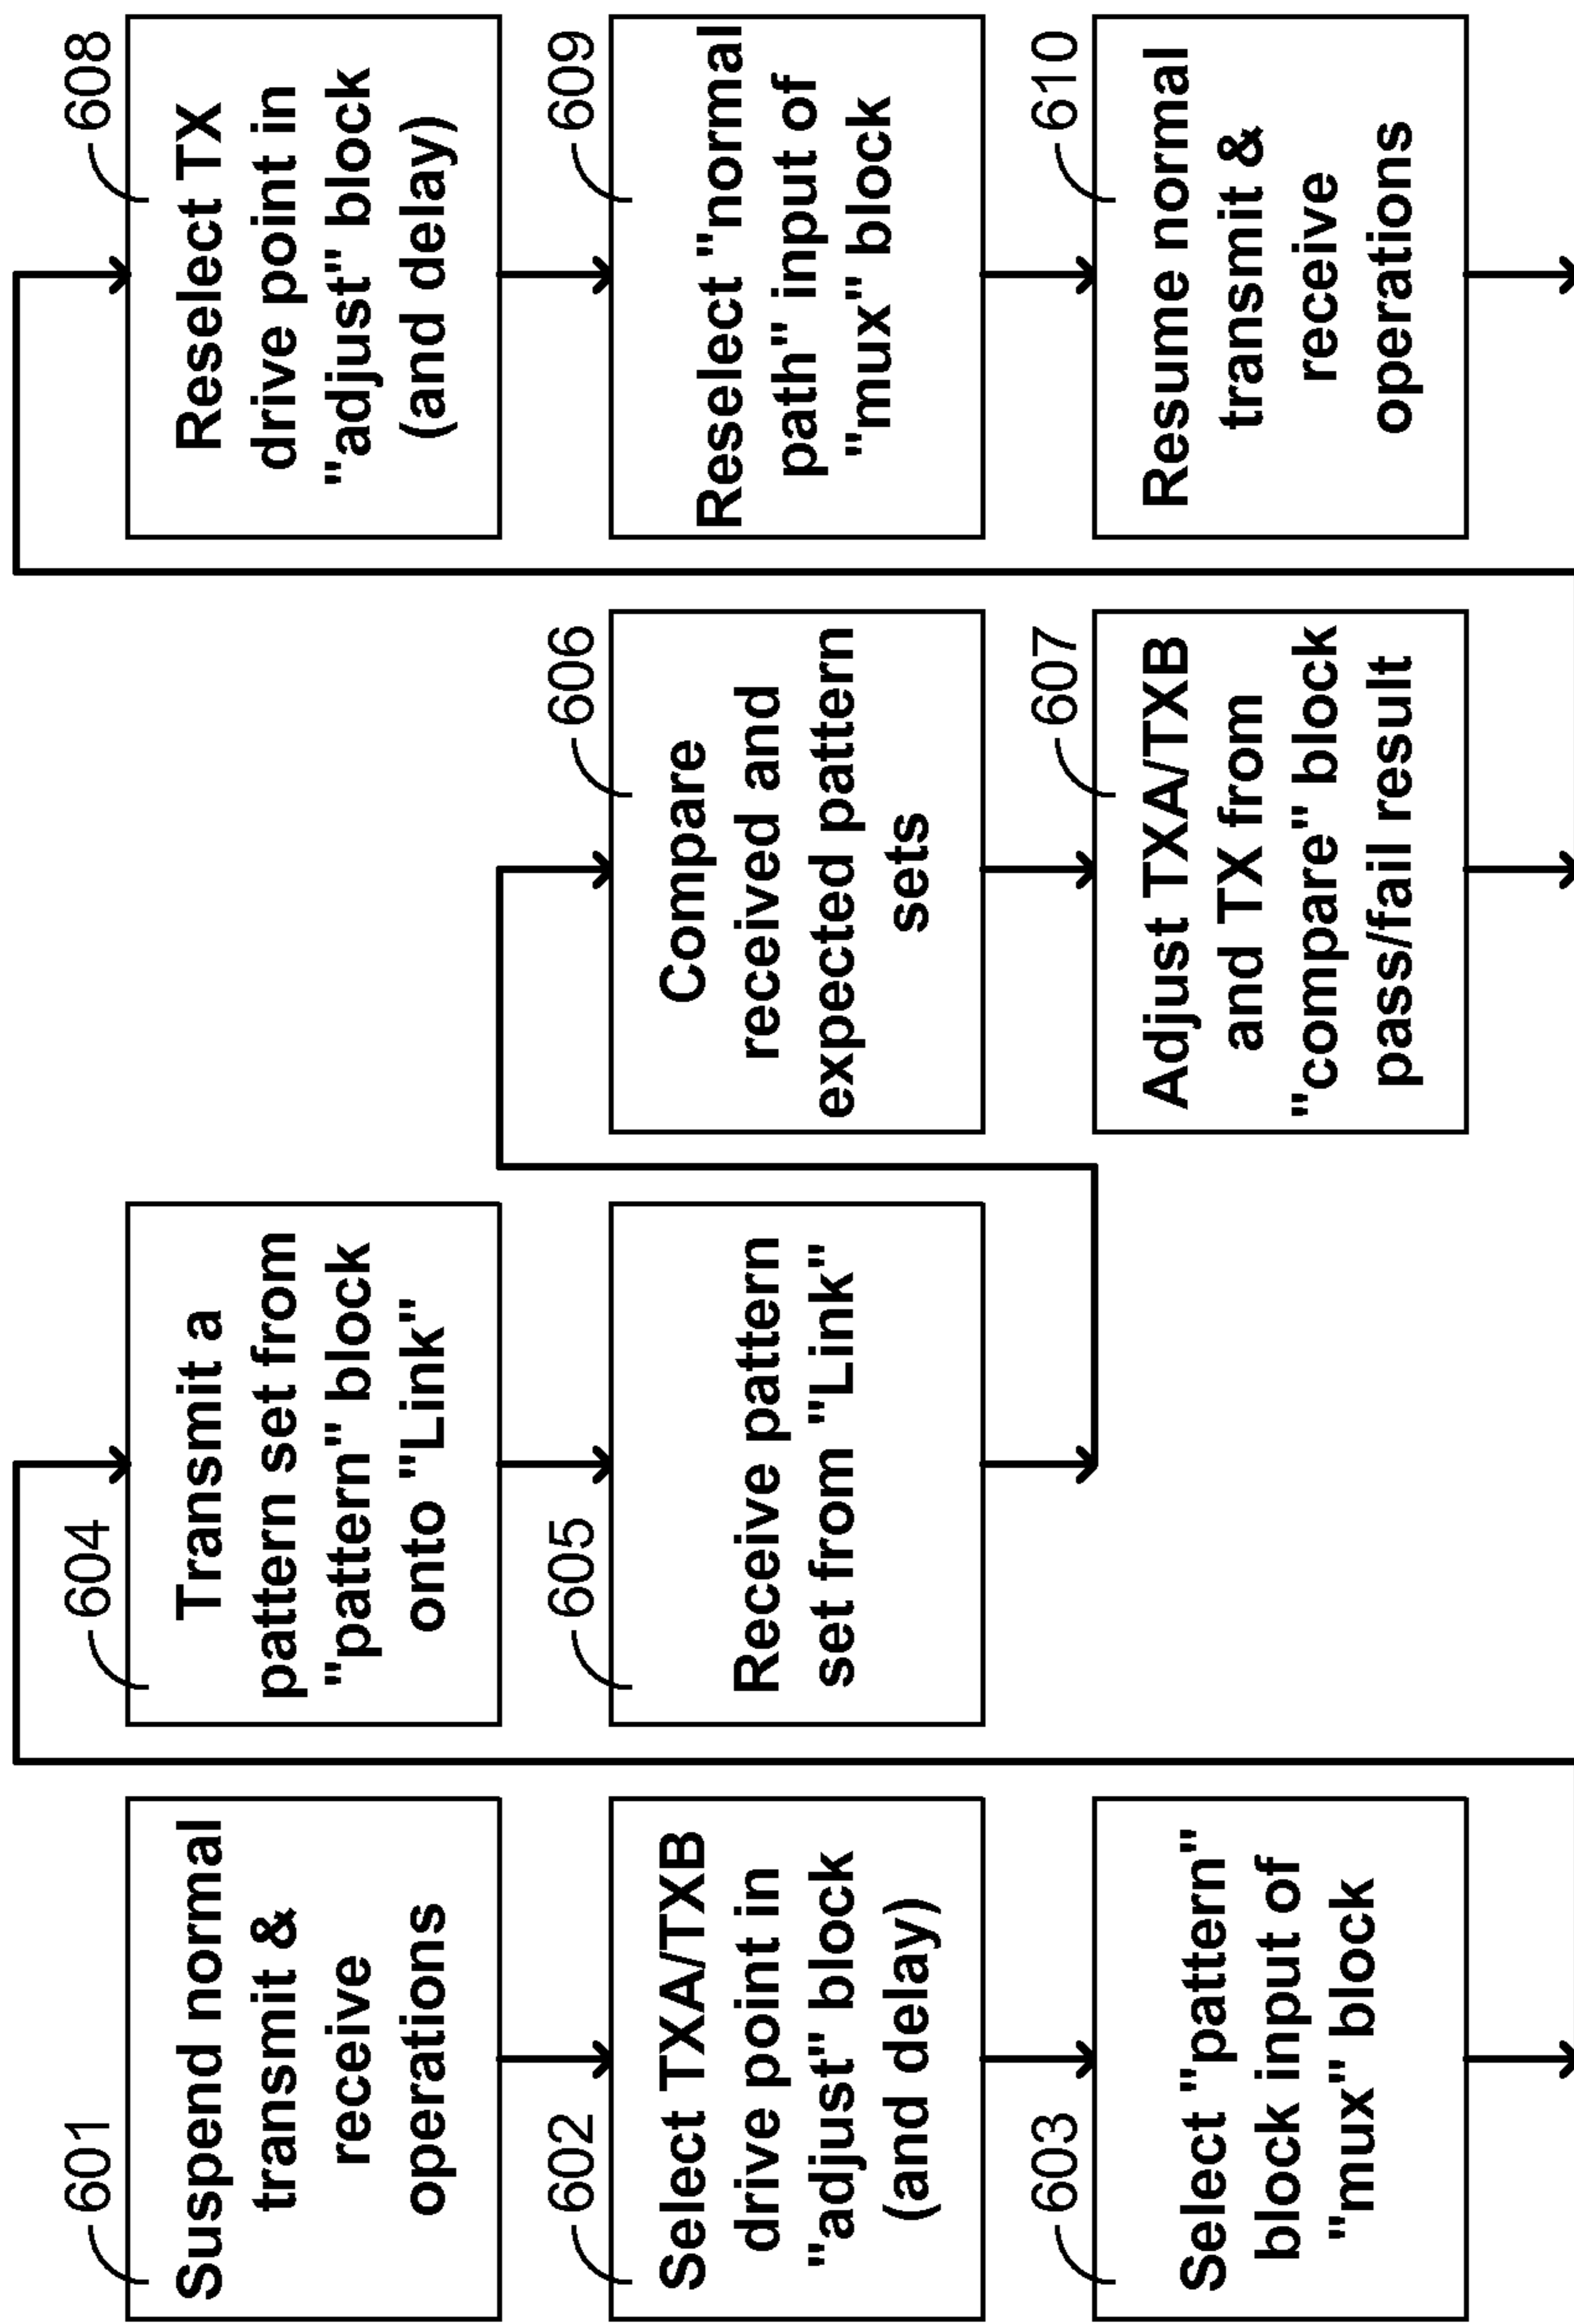 601
Suspend normal
transmit &
receive
operations
602
Select TXA/TXB
drive point in
"adjust" block
(and delay)
603
Select "pattern"
block input of
"mux" block
604
Transmit a
pattern set from
"pattern" block
onto "Link"
605
Receive pattern
set from "Link"
606
Compare
received and
expected pattern
sets
607
Adjust TXA/TXB
and TX from
"compare" block
pass/fail result
608
Reselect TX
drive point in
"adjust" block
(and delay)
609
Reselect "normal
path" input of
"mux" block
610
Resume normal
transmit &
receive
operations